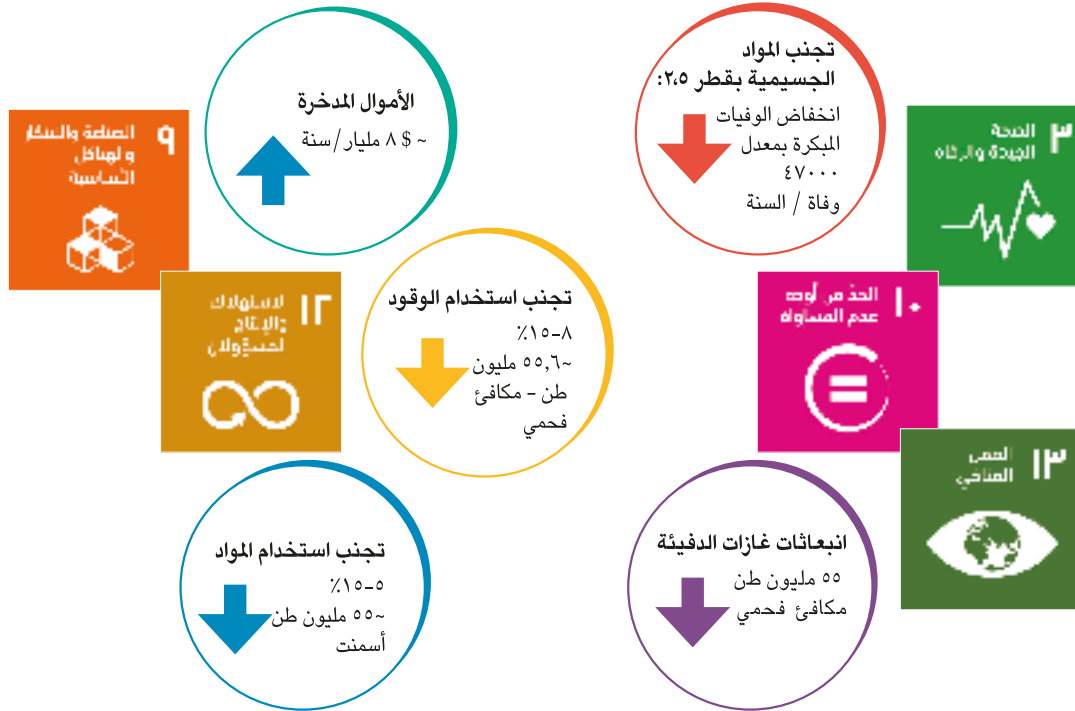 تجنب المواد
الجسيمية بقطر ٢،٥:
انخفاض الوفيات
المبكرة بمعدل
٤٧٠٠٠
وفاة / السنة
الأموال المدخرة
~ $ ٨ مليار/سنة
٣
الصحة
الجيدة والرفاه
٩
الصناعة والابتكار
والهياكل
الأساسية
تجنب استخدام الوقود
٨-١٥٪
~٥٥,٦ مليون
طن - مكافئ
فحمي
١٠
الحدّ من أوجه
عدم المساواة
١٢
الاستهلاك
والإنتاج
١٣
العمل
المناخي
انبعاثات غازات الدفيئة
٥٥ مليون طن
مكافئ فحمي
تجنب استخدام المواد
٥-١٥٪
~٥٥ مليون طن
أسمنت